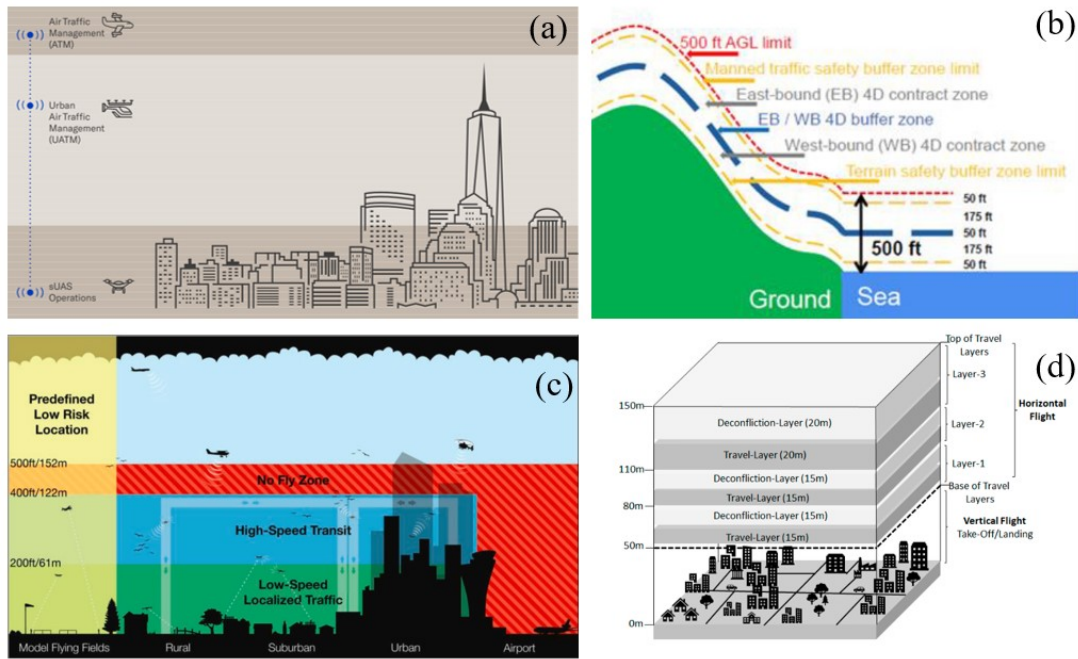 Air Traffic
Management
(ATM)
(a)
Urban
Air Traffic
Management
(UATM)
sUAS
Operations
(b)
500 ft AGL limit
Manned traffic safety buffer zone limit
East-bound (EB) 4D contract zone
EB / WB 4D buffer zone
West-bound (WB) 4D contract zone
Terrain safety buffer zone limit
50 ft
175 ft
50 ft
175 ft
50 ft
500 ft
Ground
Sea
(c)
Predefined
Low Risk
Location
500ft/152m
No Fly Zone
400ft/122m
High-Speed Transit
200ft/61m
Low-Speed
Localized Traffic
Model Flying Fields
Rural
Suburban
Urban
Airport
(d)
Top of Travel
Layers
Layer-3
150m
Horizontal
Flight
Deconfliction-Layer (20m)
Layer-2
Travel-Layer (20m)
110m
Deconfliction-Layer (15m)
Layer-1
Travel-Layer (15m)
80m
Base of Travel
Layers
Deconfliction-Layer (15m)
Travel-Layer (15m)
Vertical Flight
Take-Off/Landing
50m
0m